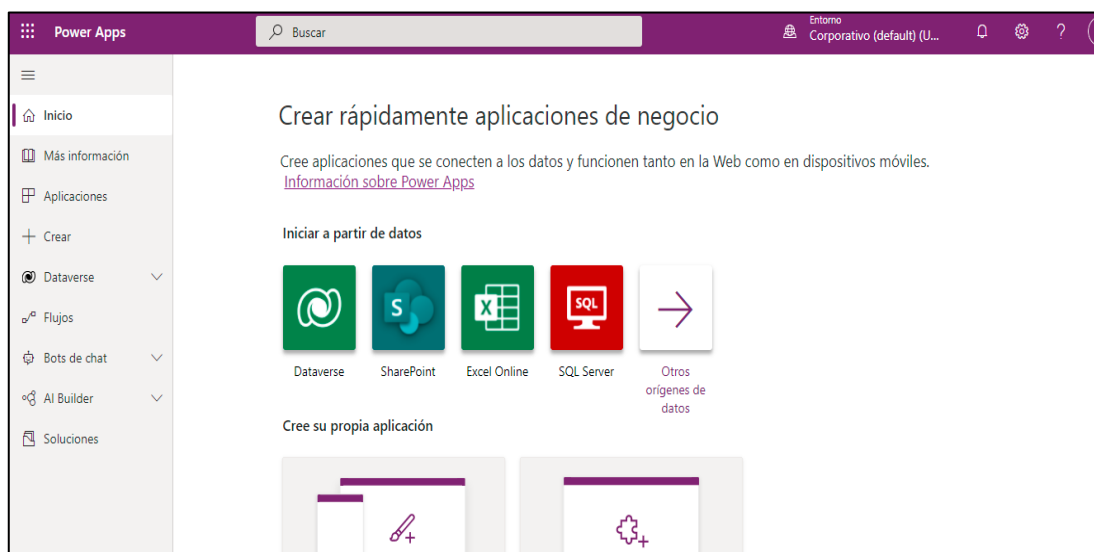 Power Apps
Buscar
Entorno
Corporativo (default) (U...
?
Inicio
Más información
Aplicaciones
Crear
Dataverse
Flujos
Bots de chat
AI Builder
Soluciones
Crear rápidamente aplicaciones de negocio
Cree aplicaciones que se conecten a los datos y funcionen tanto en la Web como en dispositivos móviles.
Información sobre Power Apps
Iniciar a partir de datos
S
X
SQL
Dataverse
SharePoint
Excel Online
SQL Server
Otros
orígenes de
datos
Cree su propia aplicación